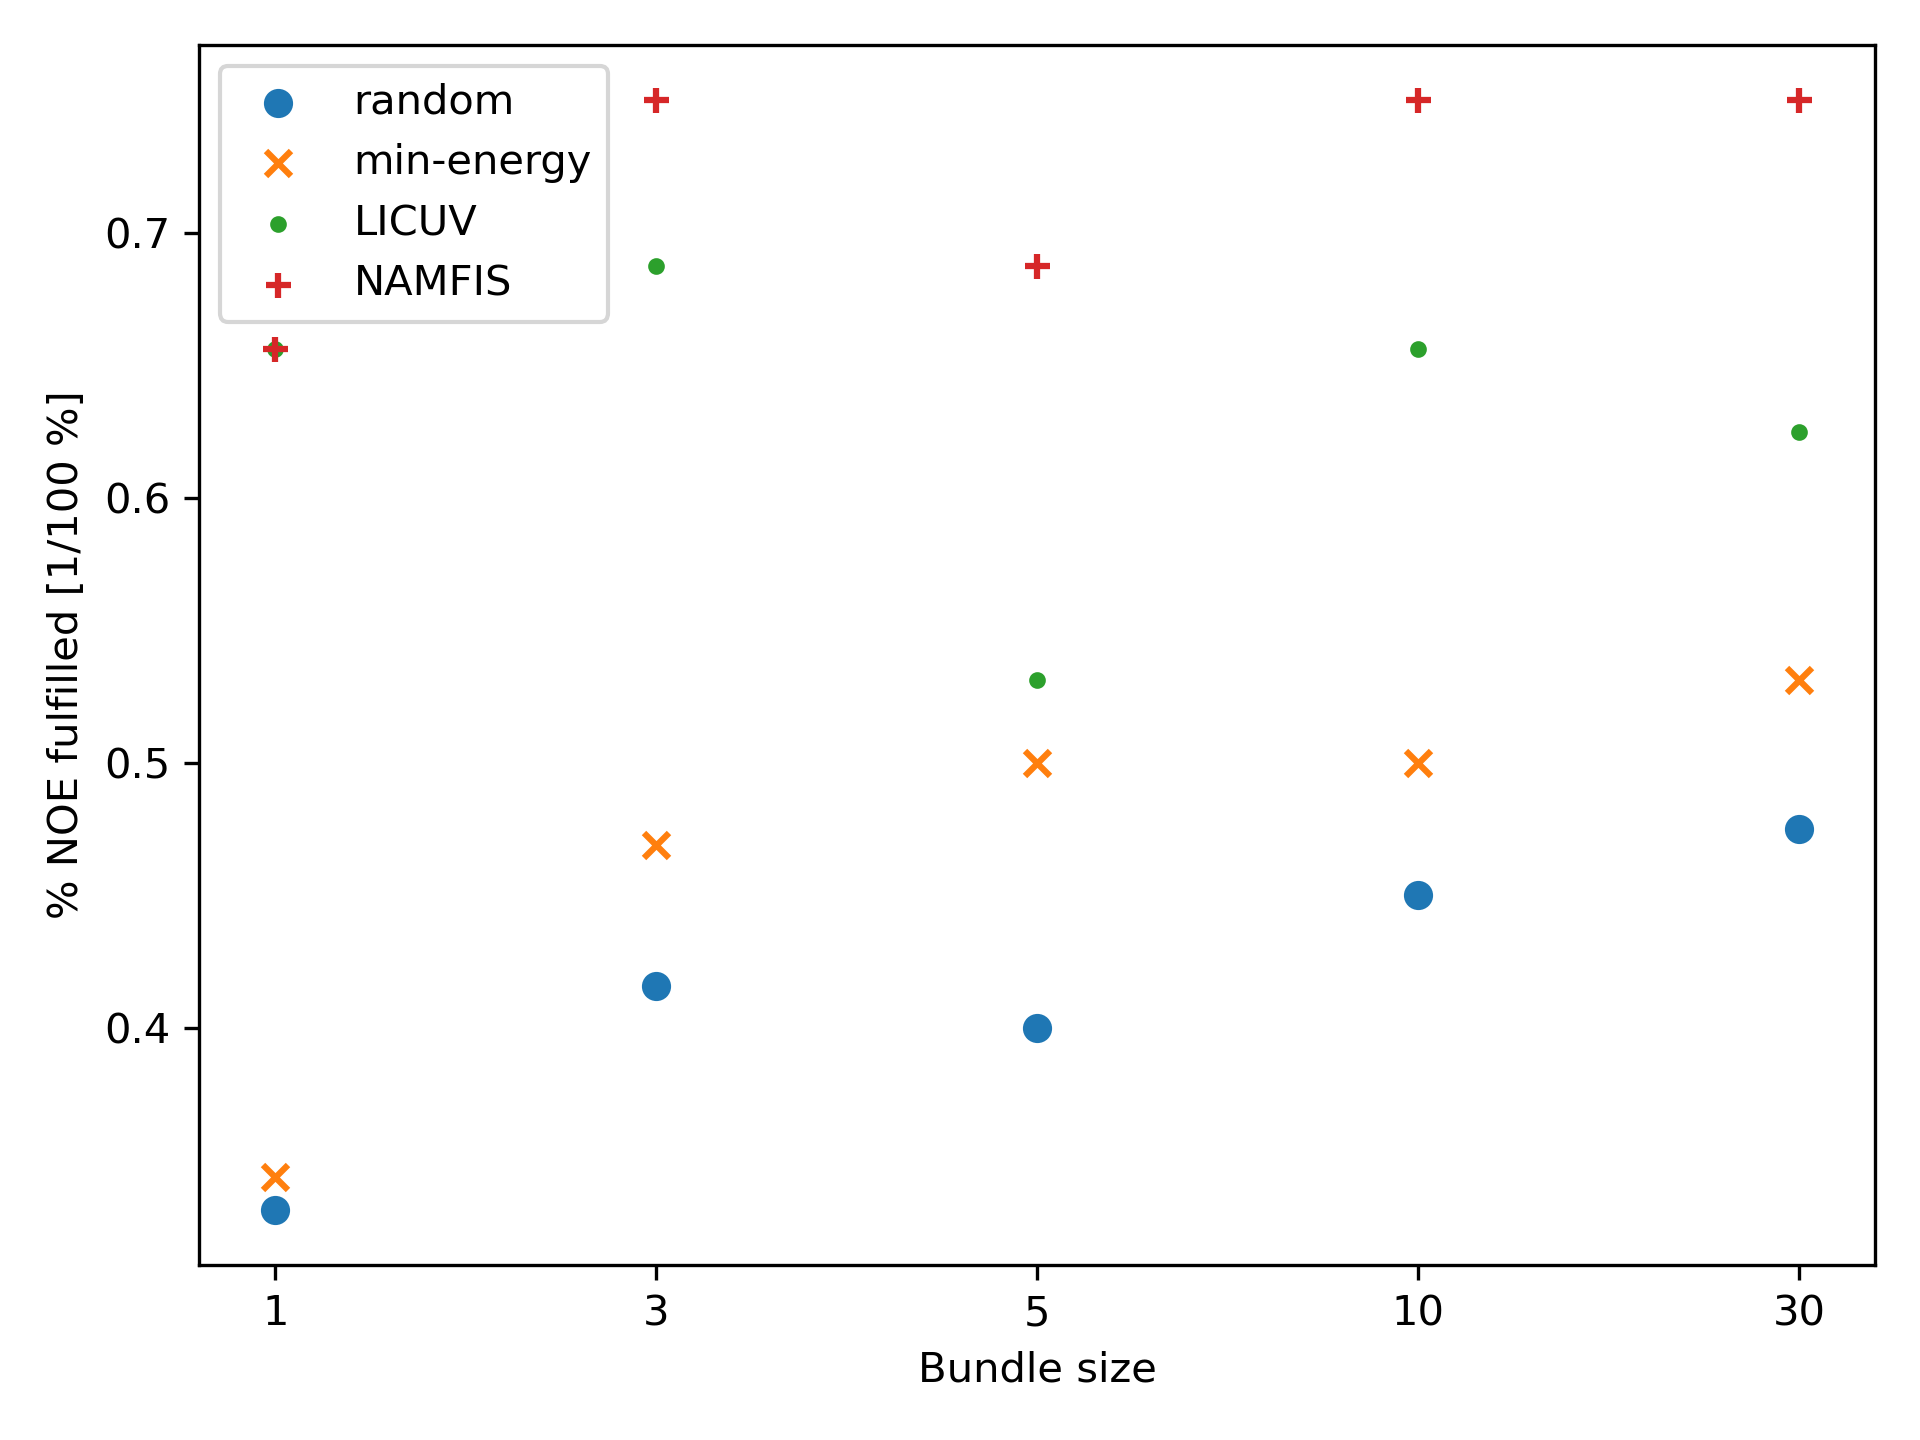 random
min-energy
LICUV
NAMFIS
0.7
0.6
0.5
0.4
% NOE fulfilled [1/100 %]
1 3 5 10 30
Bundle size